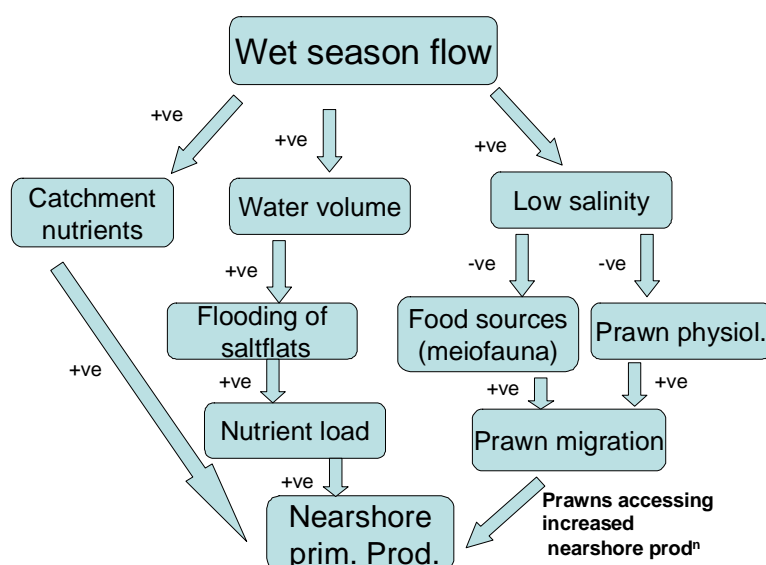 Wet season flow
+ve
+ve
+ve
Catchment
nutrients
Water volume
Low salinity
+ve
-ve
-ve
Flooding of
saltflats
Food sources
(meiofauna)
Prawn physiol.
+ve
+ve
+ve
+ve
Nutrient load
Prawn migration
+ve
Nearshore
prim. Prod.
Prawns accessing
increased
nearshore prodⁿ